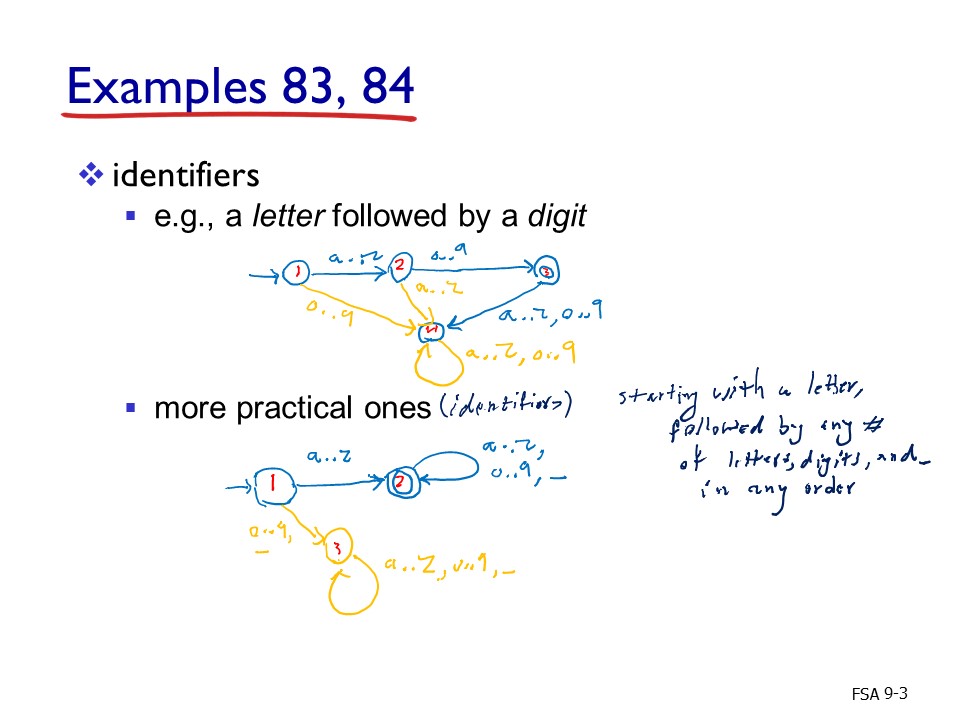 Examples 83, 84
❖ identifiers
▪ e.g., a letter followed by a digit
a..z 0..9
1 2 3
a..z
0..9
a..z, 0..9
4
a..z, 0..9
▪ more practical ones (identifiers)
starting with a letter,
followed by any #
of letters, digits, and _
in any order
a..z
a..z,
0..9, _
1 2
0..9,
_
3
a..z, 0..9, _
FSA 9-3